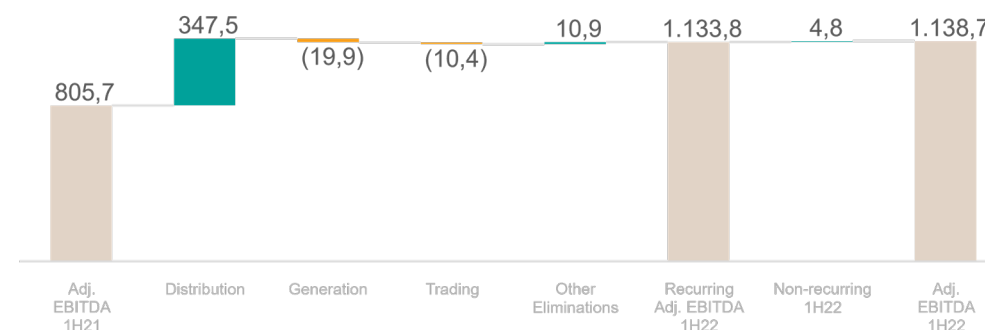 347,5
10,9
1.133,8
4,8
1.138,7
(19,9)
(10,4)
805,7
Adj.
EBITDA
1H21
Distribution
Generation
Trading
Other
Eliminations
Recurring
Adj. EBITDA
1H22
Non-recurring
1H22
Adj.
EBITDA
1H22